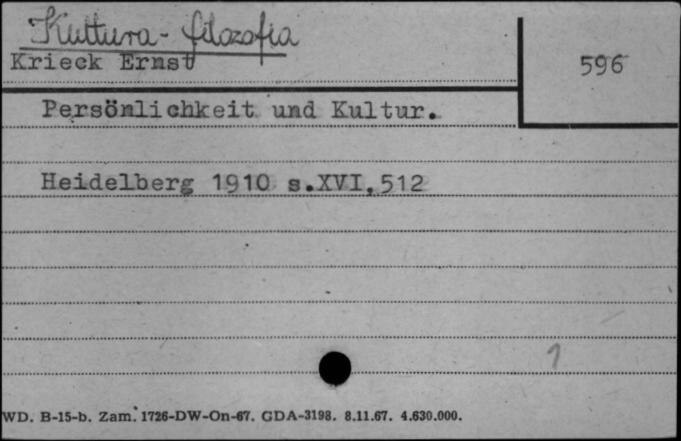 Kultura - filozofia
Krieck Ernst
596
Persönlichkeit und Kultur.
Heidelberg 1910 s.XVI,512
1
WD. B-15-b. Zam. 1726-DW-On-67. GDA-3198. 8.11.67. 4.630.000.